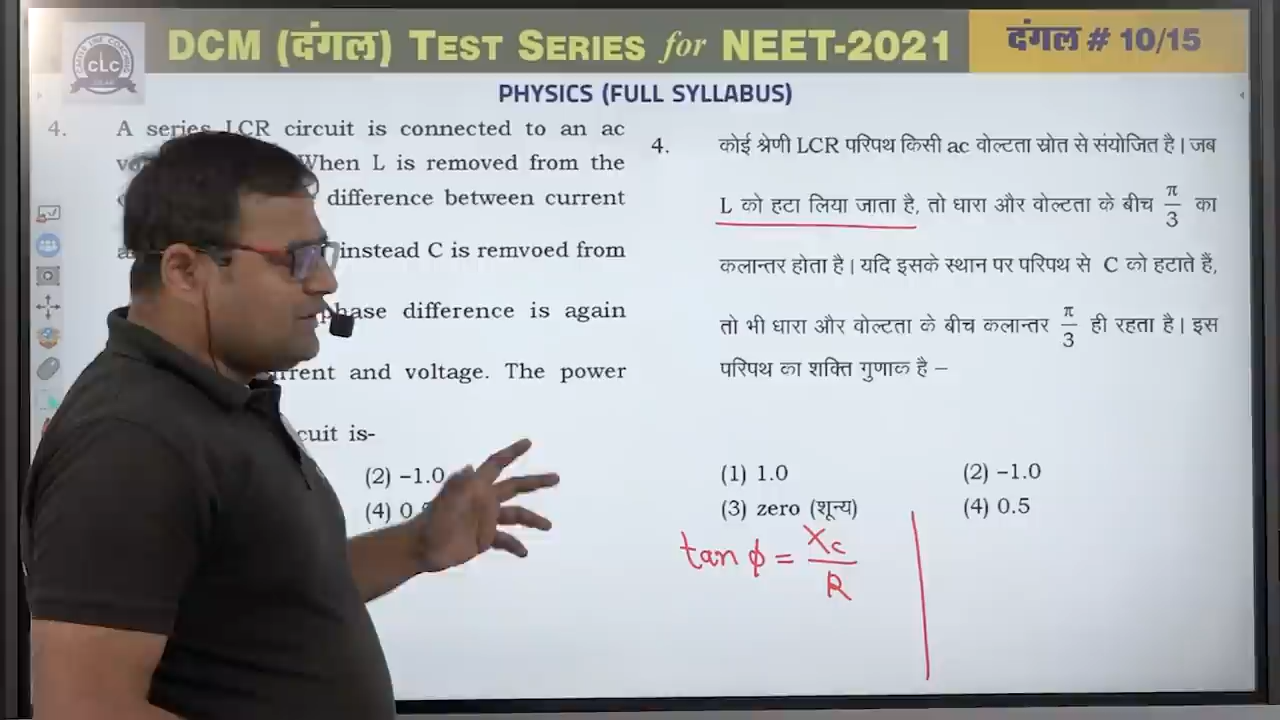 DCM (दंगल) TEST SERIES for NEET-2021
दंगल # 10/15
CLC
PHYSICS (FULL SYLLABUS)
4. A series LCR circuit is connected to an ac
When L is removed from the
difference between current
instead C is remvoed from
phase difference is again
and voltage. The power
is-
(2) –1.0
(4)
4. कोई श्रेणी LCR परिपथ किसी ac वोल्टता स्रोत से संयोजित है। जब
L को हटा लिया जाता है, तो धारा और वोल्टता के बीच π/3 का
कलान्तर होता है। यदि इसके स्थान पर परिपथ से C को हटाते हैं,
तो भी धारा और वोल्टता के बीच कलान्तर π/3 ही रहता है। इस
परिपथ का शक्ति गुणाक है –
(1) 1.0 (2) –1.0
(3) zero (शून्य) (4) 0.5
tan ϕ = Xc/R